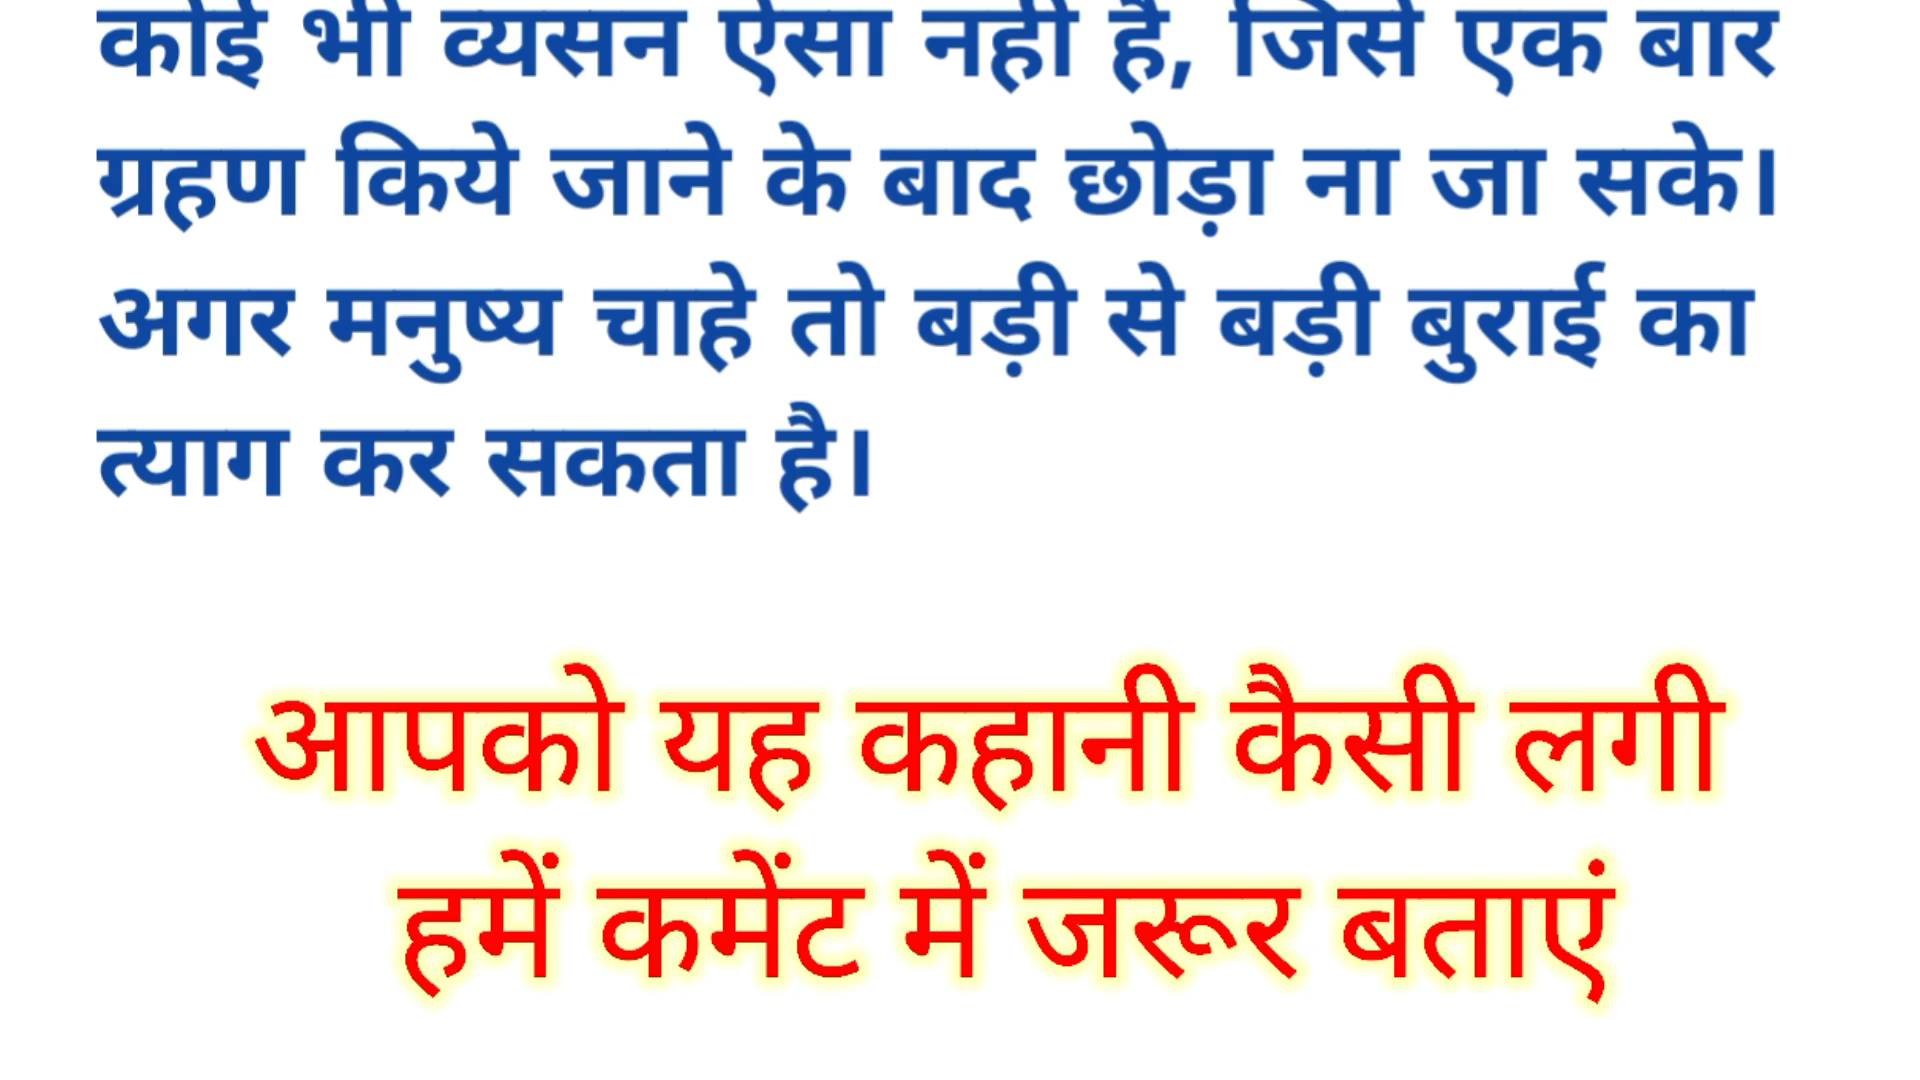 कोई भी व्यसन ऐसा नही है, जिसे एक बार
ग्रहण किये जाने के बाद छोड़ा ना जा सके।
अगर मनुष्य चाहे तो बड़ी से बड़ी बुराई का
त्याग कर सकता है।
आपको यह कहानी कैसी लगी
हमें कमेंट में जरूर बताएं